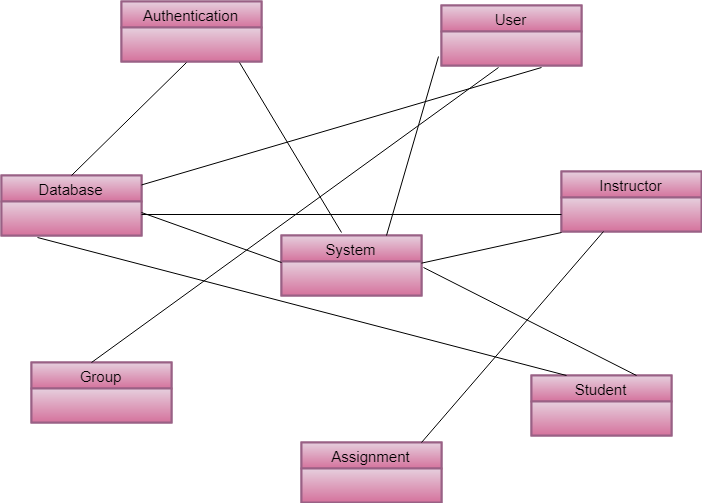 Authentication
User
Database
Instructor
System
Group
Student
Assignment